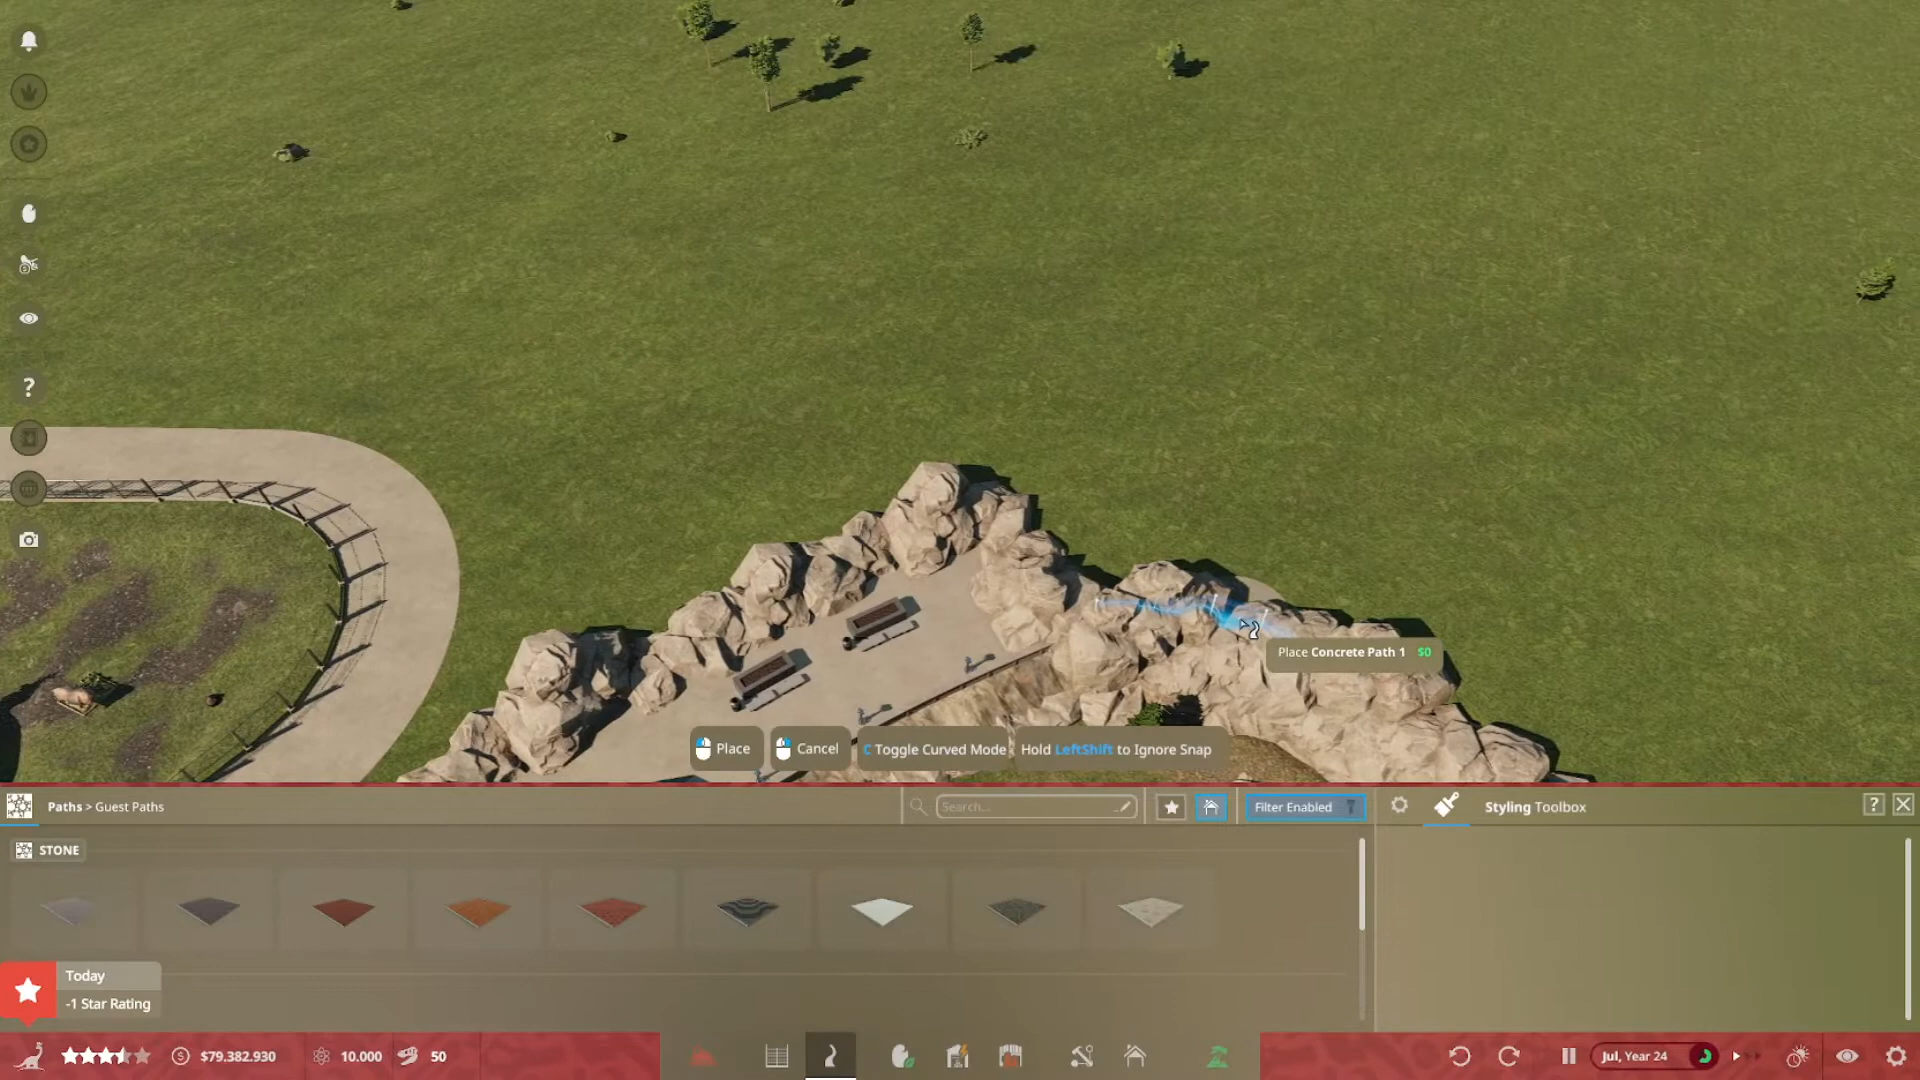 Place Concrete Path 1 $0
Place
Cancel
C Toggle Curved Mode
Hold LeftShift to Ignore Snap
Paths > Guest Paths
Search...
Filter Enabled
Styling Toolbox
?
STONE
Today
-1 Star Rating
$79.382.930
10.000
50
Jul, Year 24